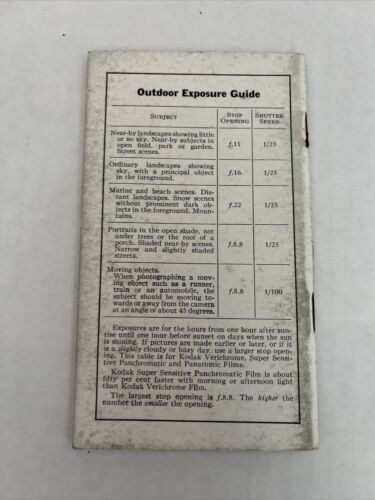 Outdoor Exposure Guide
SUBJECT STOP OPENING SHUTTER SPEED
Near-by landscapes showing little
or no sky. Near-by subjects in
open field, park or garden.
Street scenes. f.11 1/25
Ordinary landscapes showing
sky, with a principal object
in the foreground. f.16 1/25
Marine and beach scenes. Dis-
tant landscapes. Snow scenes
without prominent dark ob-
jects in the foreground. Moun-
tains. f.22 1/25
Portraits in the open shade, not
under trees or the roof of a
porch. Shaded near-by scenes.
Narrow and slightly shaded
streets. f.8.8 1/25
Moving objects.
When photographing a mov-
ing object such as a runner,
train or an automobile, the
subject should be moving to-
wards or away from the camera
at an angle of about 45 degrees. f.8.8 1/100
Exposures are for the hours from one hour after sun-
rise until one hour before sunset on days when the sun
is shining. If pictures are made earlier or later, or if it
is a slightly cloudy or hazy day, use a larger stop open-
ing. This table is for Kodak Verichrome, Super Sensi-
tive Panchromatic and Panatomic Films.
Kodak Super Sensitive Panchromatic Film is about
fifty per cent faster with morning or afternoon light
than Kodak Verichrome Film.
The largest stop opening is f.8.8. The higher the
number the smaller the opening.